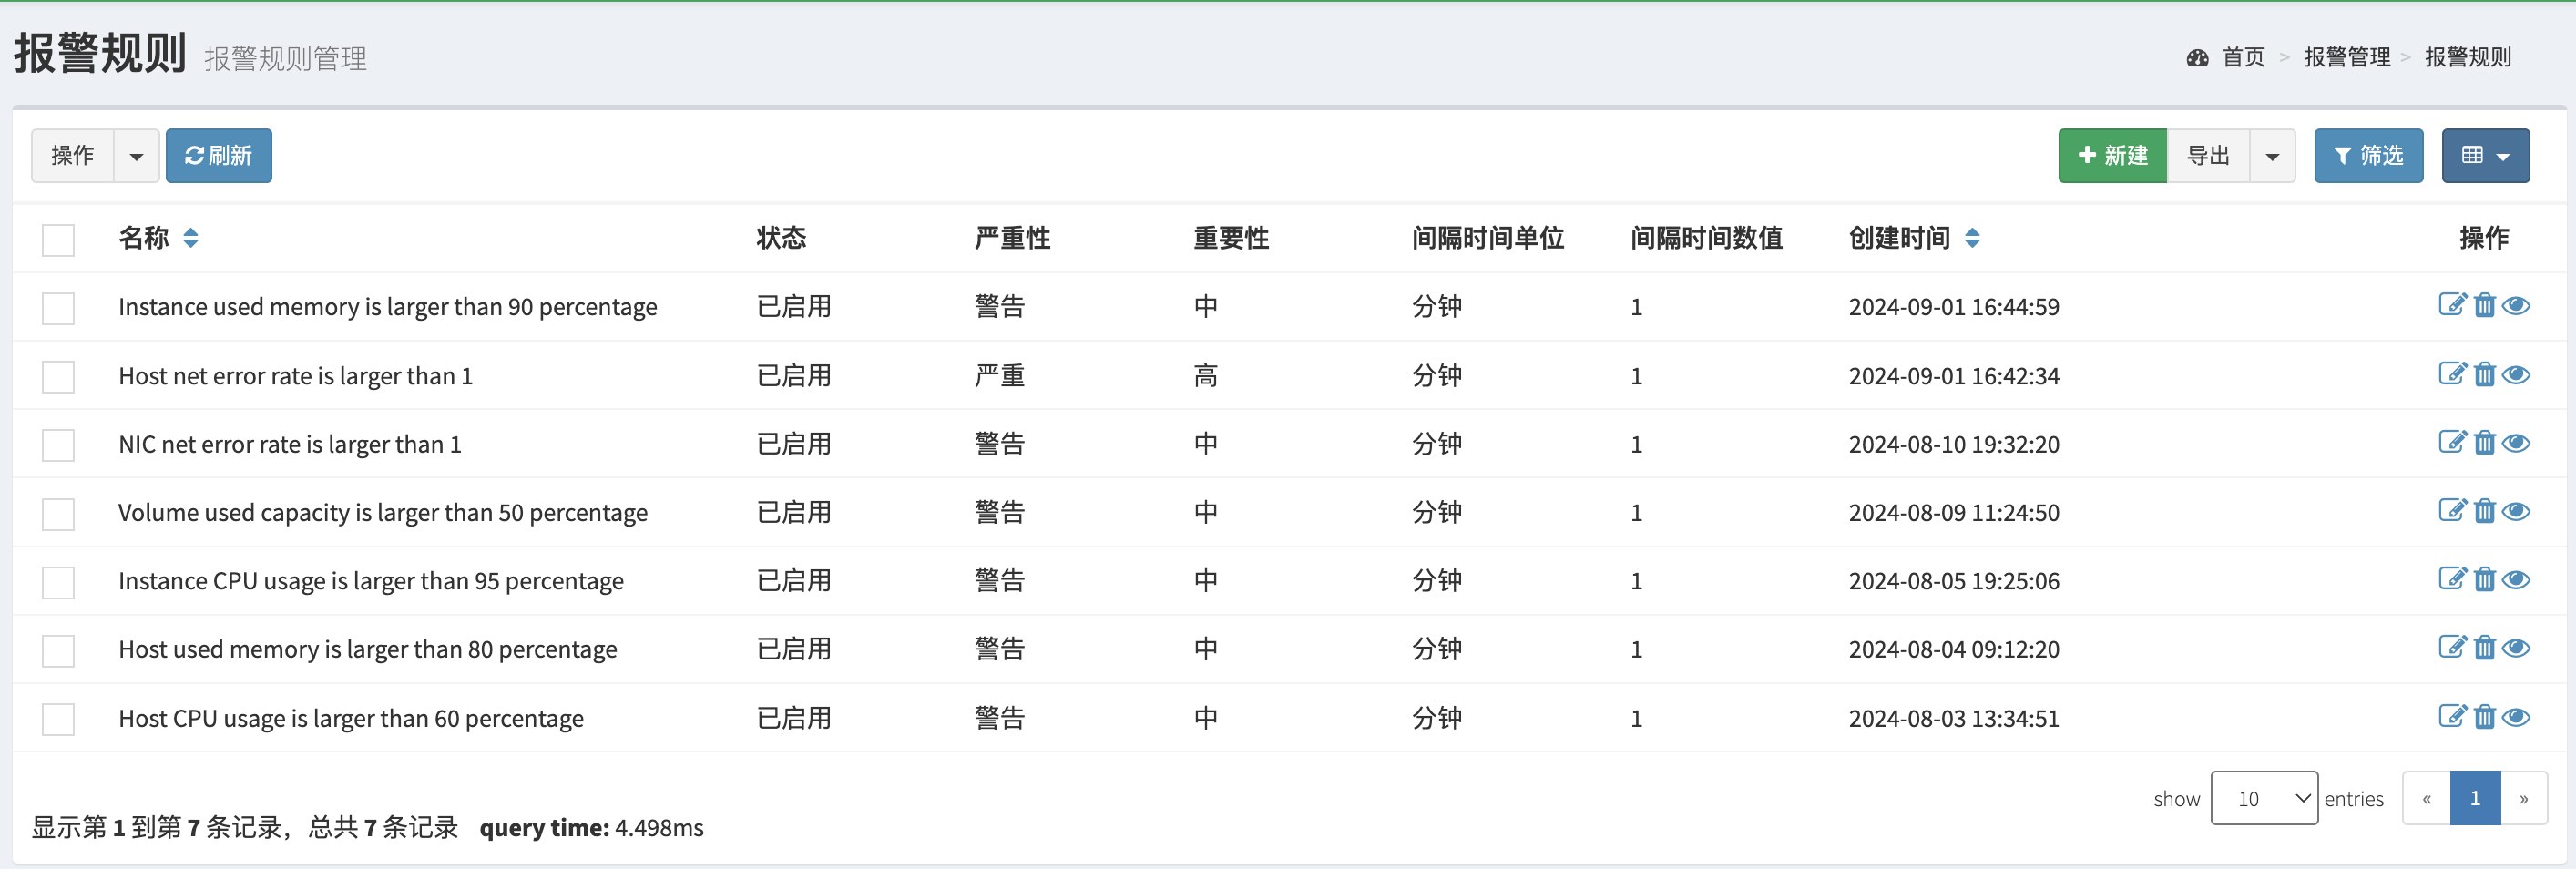 报警规则 报警规则管理
首页 > 报警管理 > 报警规则
操作 刷新 新建 导出 筛选
名称 状态 严重性 重要性 间隔时间单位 间隔时间数值 创建时间 操作
Instance used memory is larger than 90 percentage 已启用 警告 中 分钟 1 2024-09-01 16:44:59
Host net error rate is larger than 1 已启用 严重 高 分钟 1 2024-09-01 16:42:34
NIC net error rate is larger than 1 已启用 警告 中 分钟 1 2024-08-10 19:32:20
Volume used capacity is larger than 50 percentage 已启用 警告 中 分钟 1 2024-08-09 11:24:50
Instance CPU usage is larger than 95 percentage 已启用 警告 中 分钟 1 2024-08-05 19:25:06
Host used memory is larger than 80 percentage 已启用 警告 中 分钟 1 2024-08-04 09:12:20
Host CPU usage is larger than 60 percentage 已启用 警告 中 分钟 1 2024-08-03 13:34:51
show 10 entries « 1 »
显示第 1 到第 7 条记录，总共 7 条记录 query time: 4.498ms